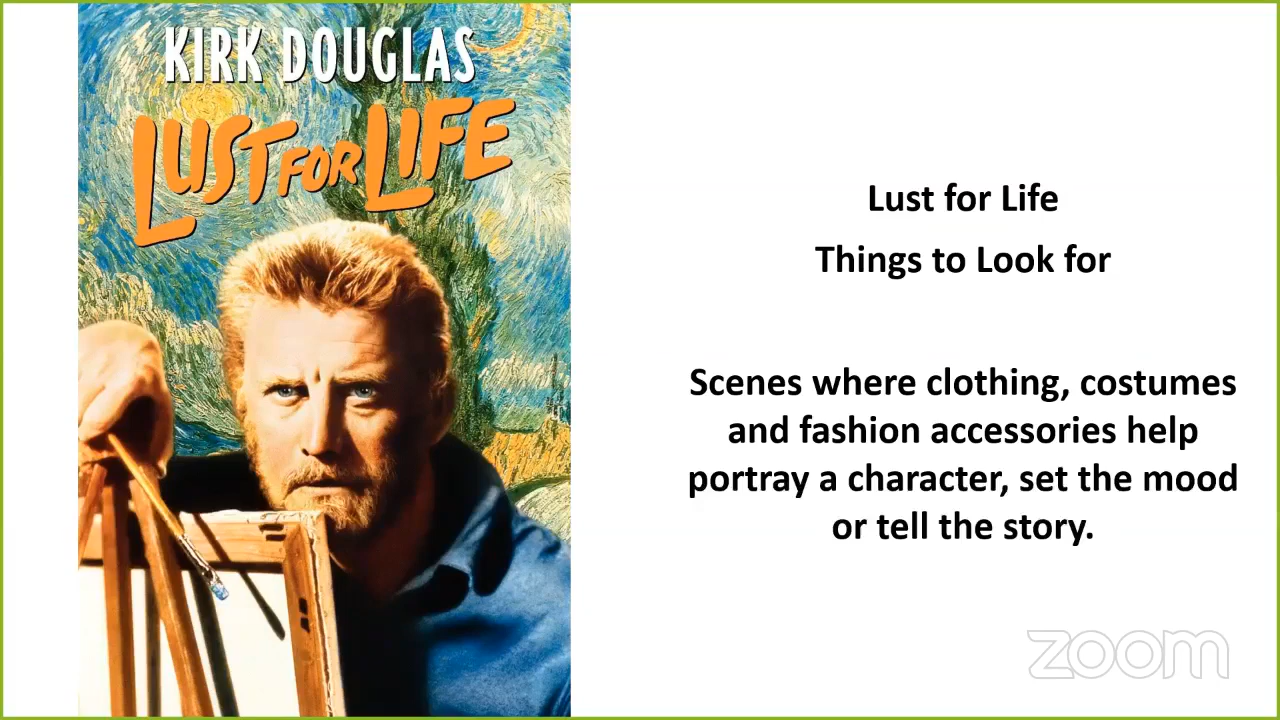 KIRK DOUGLAS
LUST FOR LIFE
Lust for Life
Things to Look for
Scenes where clothing, costumes
and fashion accessories help
portray a character, set the mood
or tell the story.
zoom